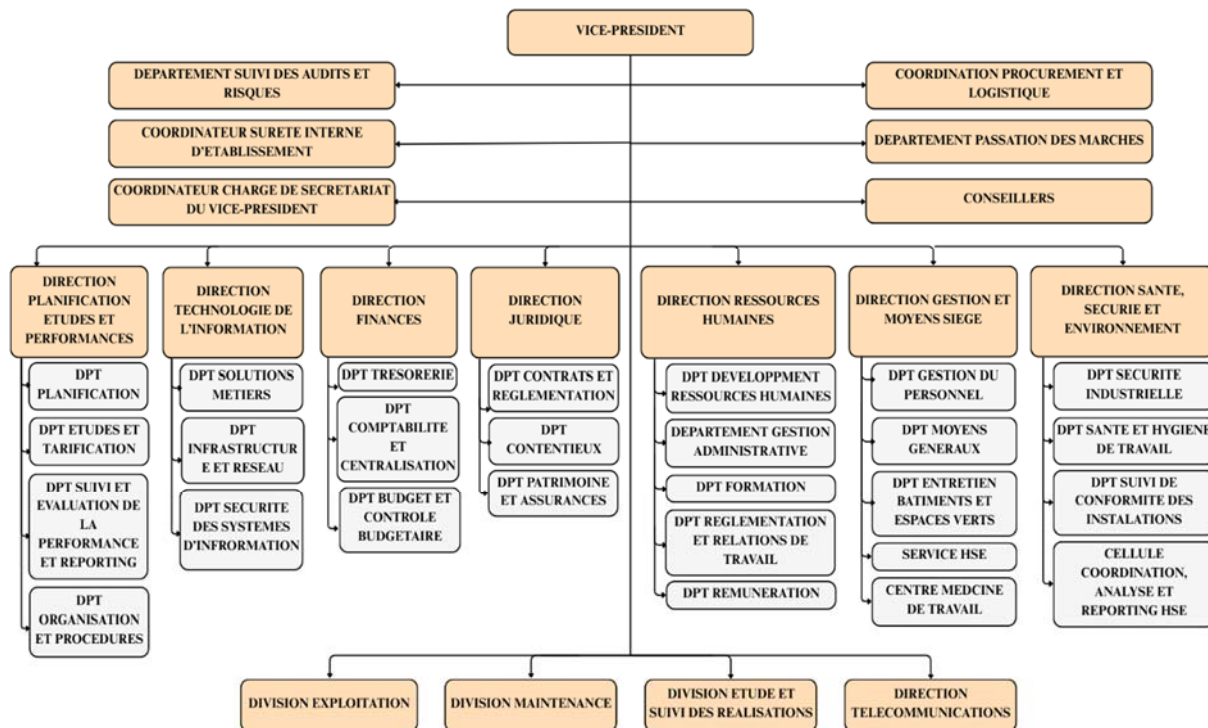 VICE-PRESIDENT
DEPARTEMENT SUIVI DES AUDITS ET
RISQUES
COORDINATION PROCUREMENT ET
LOGISTIQUE
COORDINATEUR SURETE INTERNE
D'ETABLISSEMENT
DEPARTEMENT PASSATION DES MARCHES
COORDINATEUR CHARGE DE SECRETARIAT
DU VICE-PRESIDENT
CONSEILLERS
DIRECTION
PLANIFICATION
ETUDES ET
PERFORMANCES
DPT
PLANIFICATION
DPT ETUDES ET
TARIFICATION
DPT SUIVI ET
EVALUATION DE
LA
PERFORMANCE
ET REPORTING
DPT
ORGANISATION
ET PROCEDURES
DIRECTION
TECHNOLOGIE DE
L'INFORMATION
DPT SOLUTIONS
METIERS
DPT
INFRASTRUCTUR
E ET RESEAU
DPT SECURITE
DES SYSTEMES
D'INFRORMATION
DIRECTION
FINANCES
DPT TRESORERIE
DPT
COMPTABILITE
ET
CENTRALISATION
DPT BUDGET ET
CONTROLE
BUDGETAIRE
DIRECTION
JURIDIQUE
DPT CONTRATS ET
REGLEMENTATION
DPT
CONTENTIEUX
DPT PATRIMOINE
ET ASSURANCES
DIRECTION RESSOURCES
HUMAINES
DPT DEVELOPPMENT
RESSOURCES HUMAINES
DEPARTEMENT GESTION
ADMINISTRATIVE
DPT FORMATION
DPT REGLEMENTATION
ET RELATIONS DE
TRAVAIL
DPT REMUNERATION
DIRECTION GESTION ET
MOYENS SIEGE
DPT GESTION DU
PERSONNEL
DPT MOYENS
GENERAUX
DPT ENTRETIEN
BATIMENTS ET
ESPACES VERTS
SERVICE HSE
CENTRE MEDCINE
DE TRAVAIL
DIRECTION SANTE,
SECURIE ET
ENVIRONNEMENT
DPT SECURITE
INDUSTRIELLE
DPT SANTE ET HYGIENE
DE TRAVAIL
DPT SUIVI DE
CONFORMITE DES
INSTALATIONS
CELLULE
COORDINATION,
ANALYSE ET
REPORTING HSE
DIVISION EXPLOITATION
DIVISION MAINTENANCE
DIVISION ETUDE ET
SUIVI DES REALISATIONS
DIRECTION
TELECOMMUNICATIONS